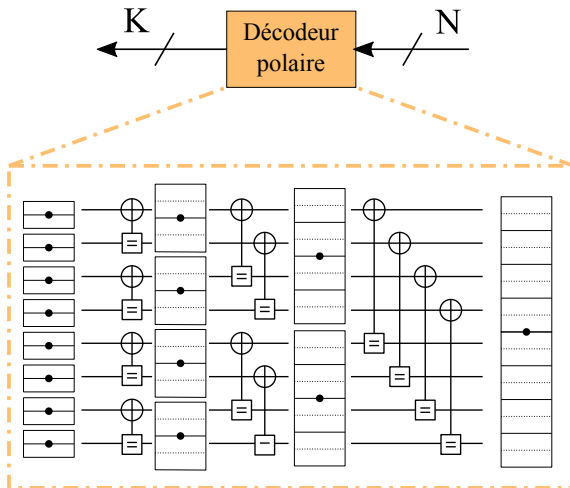 K
Décodeur
polaire
N
=
=
=
=
=
=
=
=
=
=
=